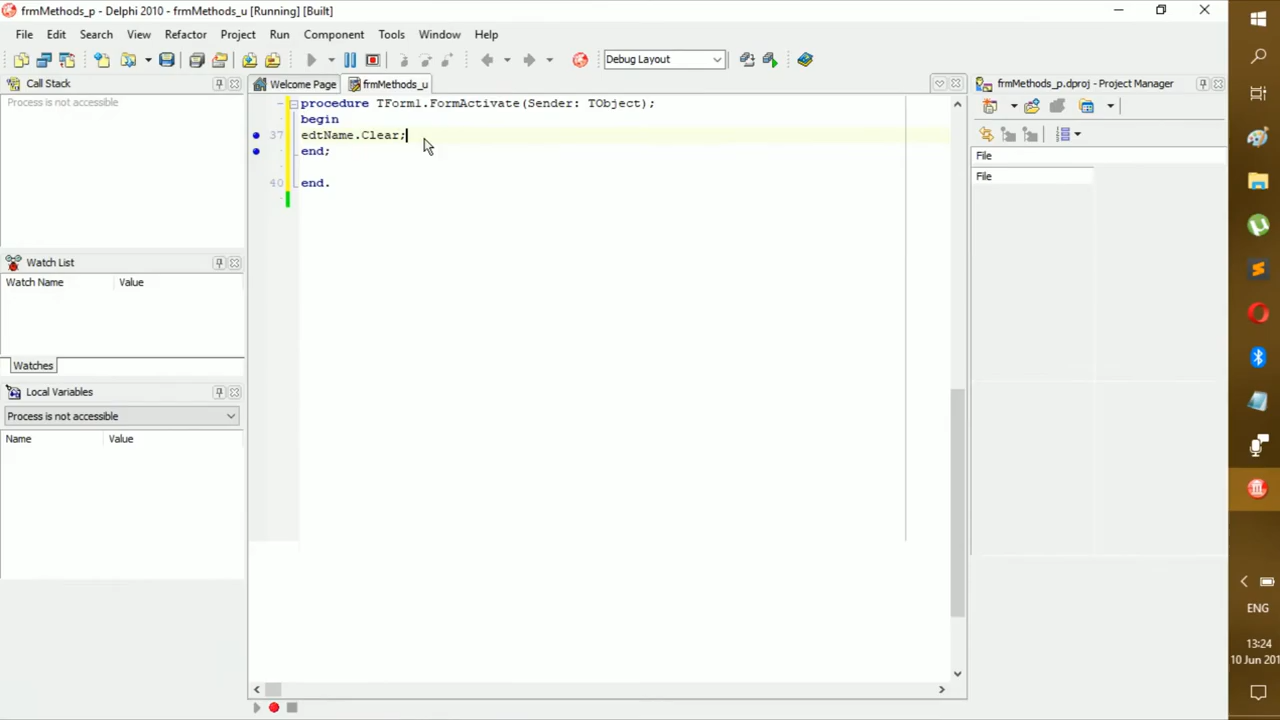 frmMethods_p - Delphi 2010 - frmMethods_u [Running] [Built]
File Edit Search View Refactor Project Run Component Tools Window Help
Debug Layout
Call Stack
Process is not accessible
Watch List
Watch Name Value
Watches
Local Variables
Process is not accessible
Name Value
Welcome Page frmMethods_u
procedure TForm1.FormActivate(Sender: TObject);
begin
37 edtName.Clear;
end;
40 end.
frmMethods_p.dproj - Project Manager
File
File
ENG
13:24
10 Jun 201